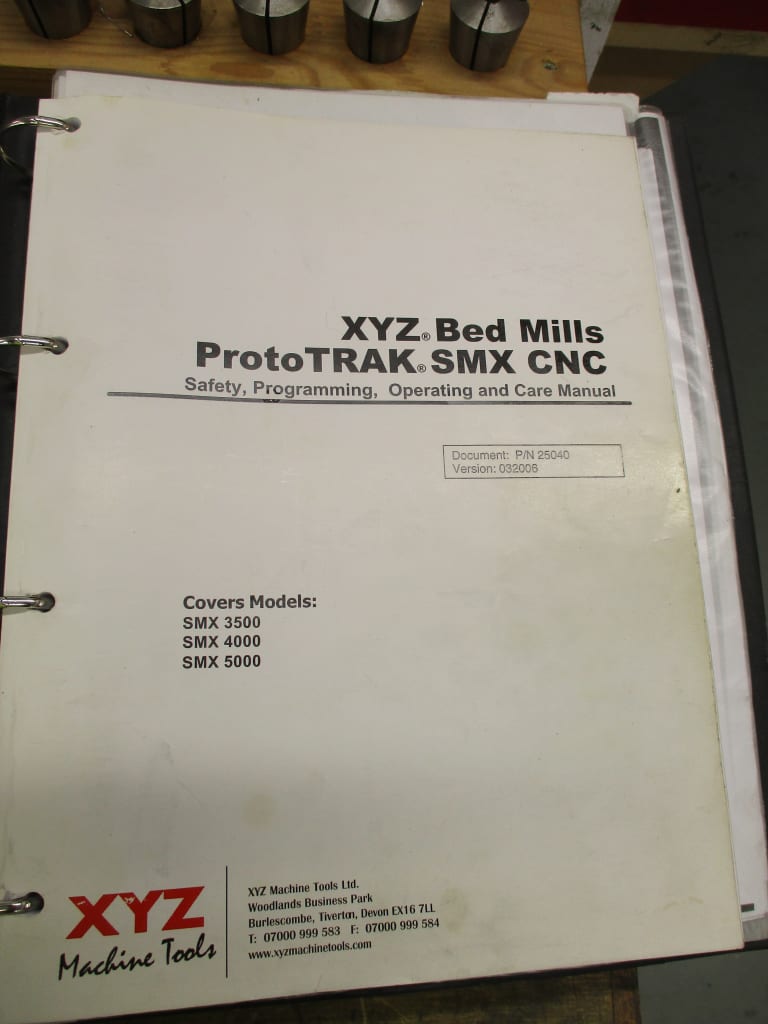 XYZ® Bed Mills
ProtoTRAK® SMX CNC
Safety, Programming, Operating and Care Manual
Document: P/N 25040
Version: 032006
Covers Models:
SMX 3500
SMX 4000
SMX 5000
XYZ
Machine Tools
XYZ Machine Tools Ltd.
Woodlands Business Park
Burlescombe, Tiverton, Devon EX16 7LL
T: 07000 999 583 F: 07000 999 584
www.xyzmachinetools.com